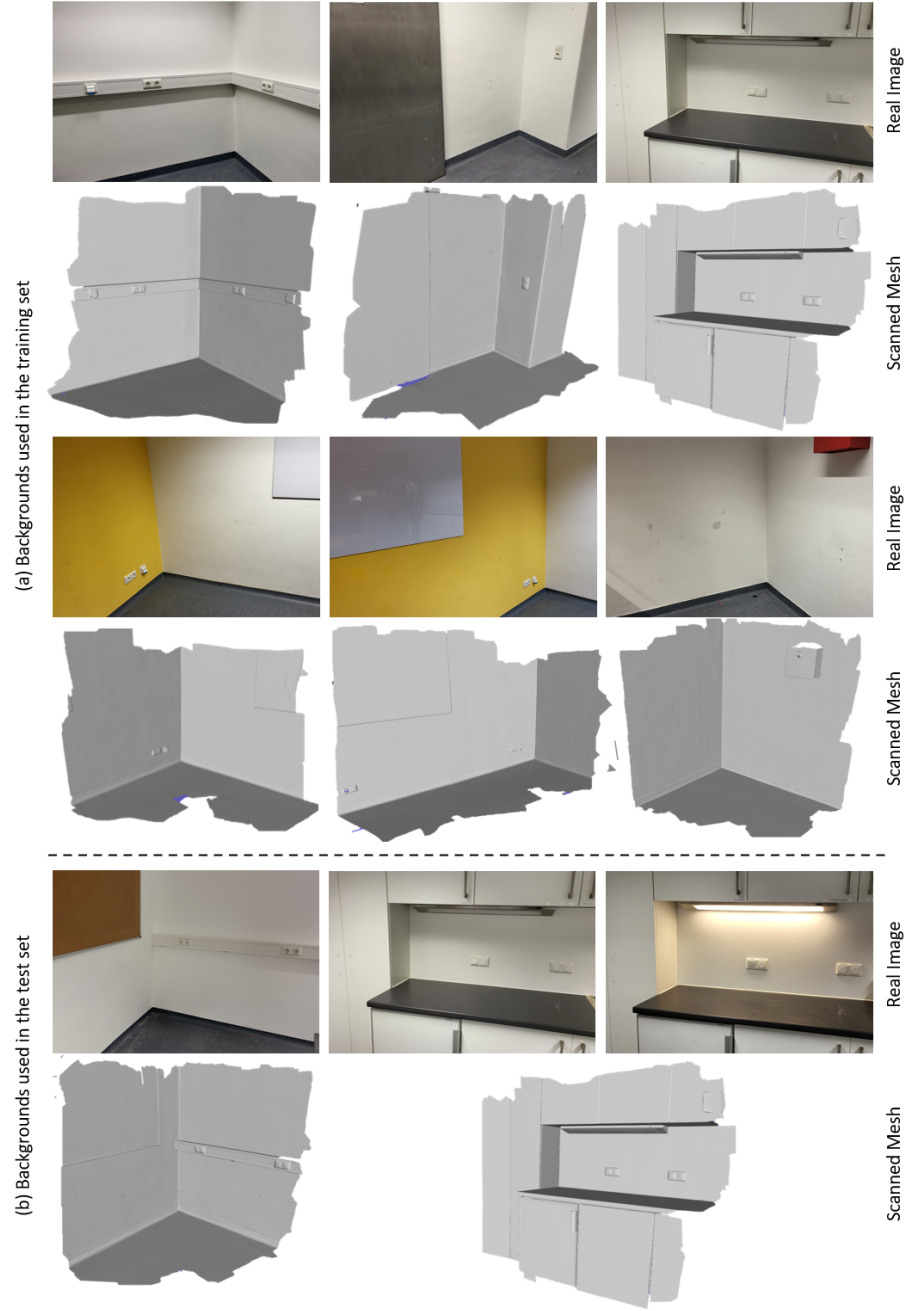 Real Image
Scanned Mesh
(a) Backgrounds used in the training set
Real Image
Scanned Mesh
Real Image
(b) Backgrounds used in the test set
Scanned Mesh